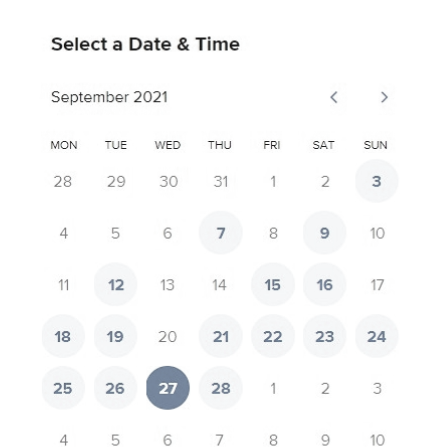 Select a Date & Time
September 2021
MON TUE WED THU FRI SAT SUN
28 29 30 31 1 2 3
4 5 6 7 8 9 10
11 12 13 14 15 16 17
18 19 20 21 22 23 24
25 26 27 28 1 2 3
4 5 6 7 8 9 10